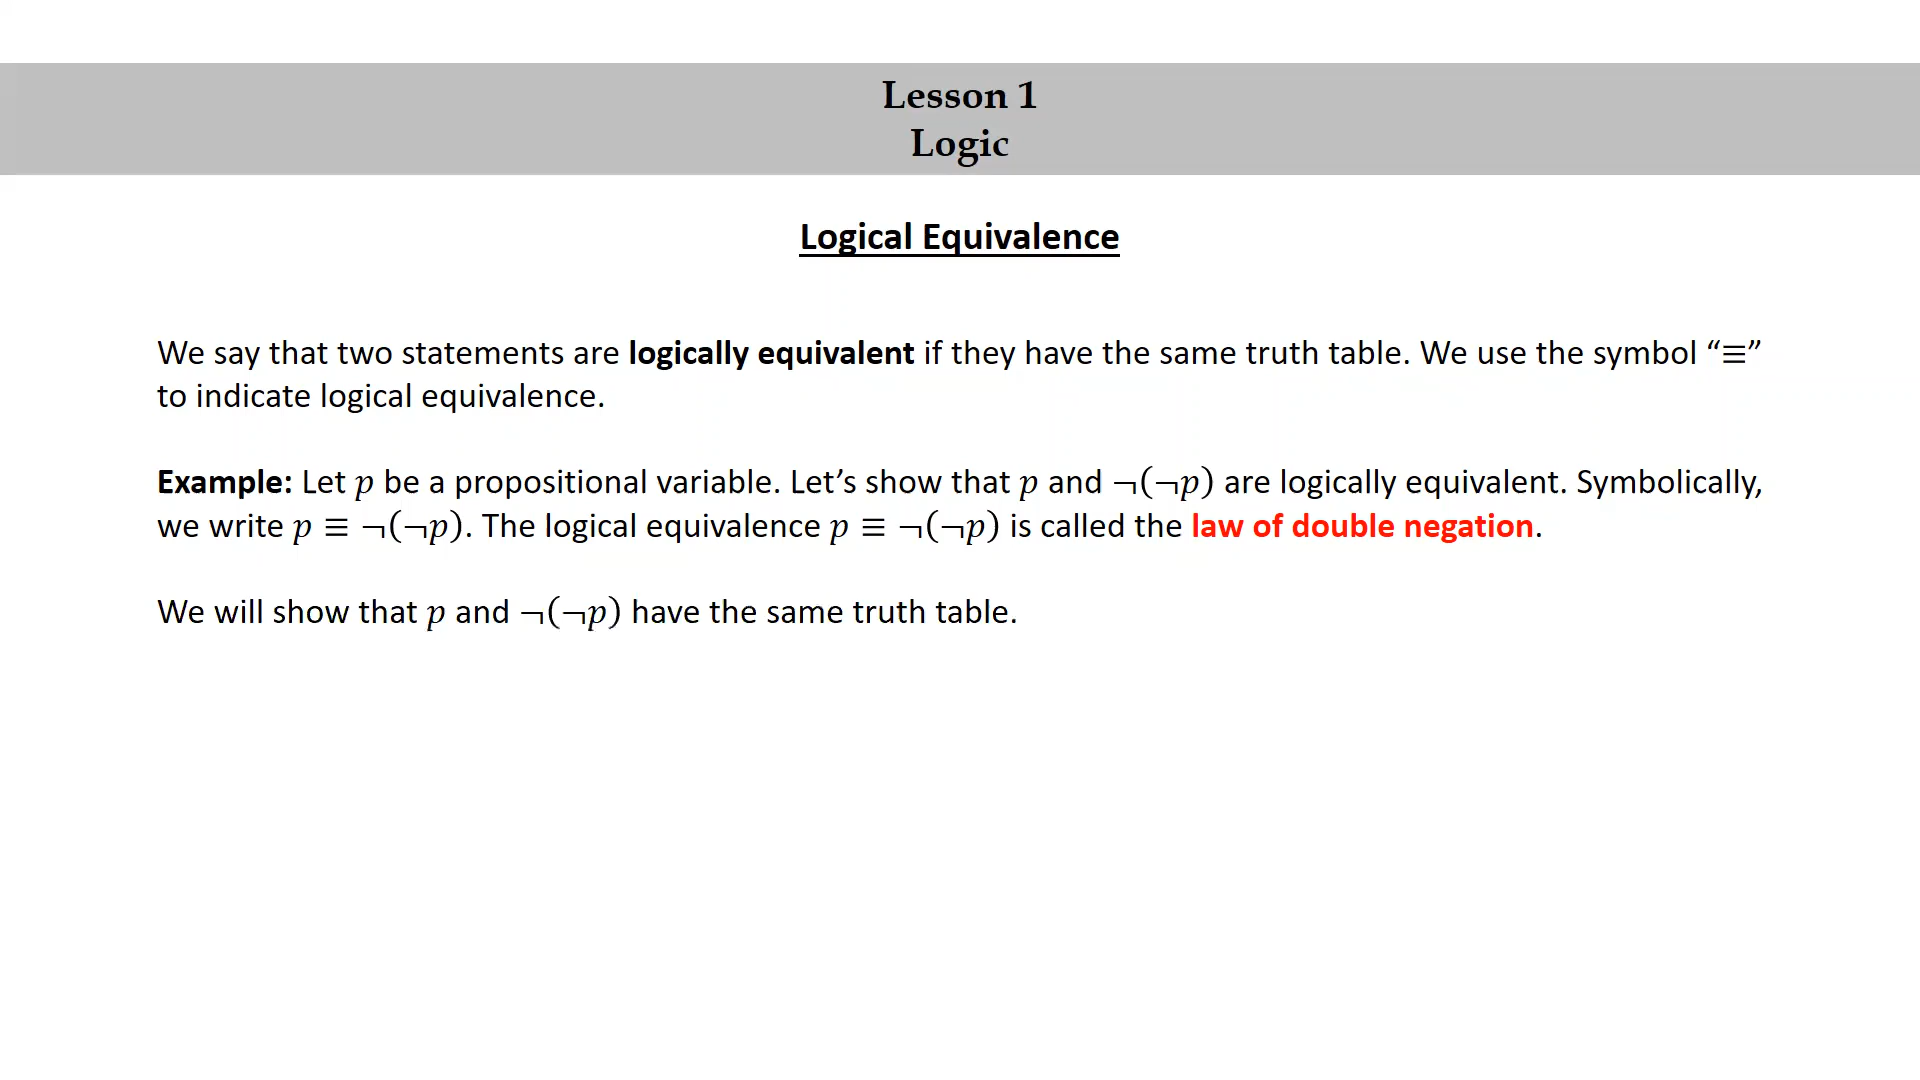 Lesson 1
Logic
Logical Equivalence
We say that two statements are logically equivalent if they have the same truth table. We use the symbol “≡”
to indicate logical equivalence.
Example: Let 𝑝 be a propositional variable. Let’s show that 𝑝 and ¬(¬𝑝) are logically equivalent. Symbolically,
we write 𝑝 ≡ ¬(¬𝑝). The logical equivalence 𝑝 ≡ ¬(¬𝑝) is called the law of double negation.
We will show that 𝑝 and ¬(¬𝑝) have the same truth table.